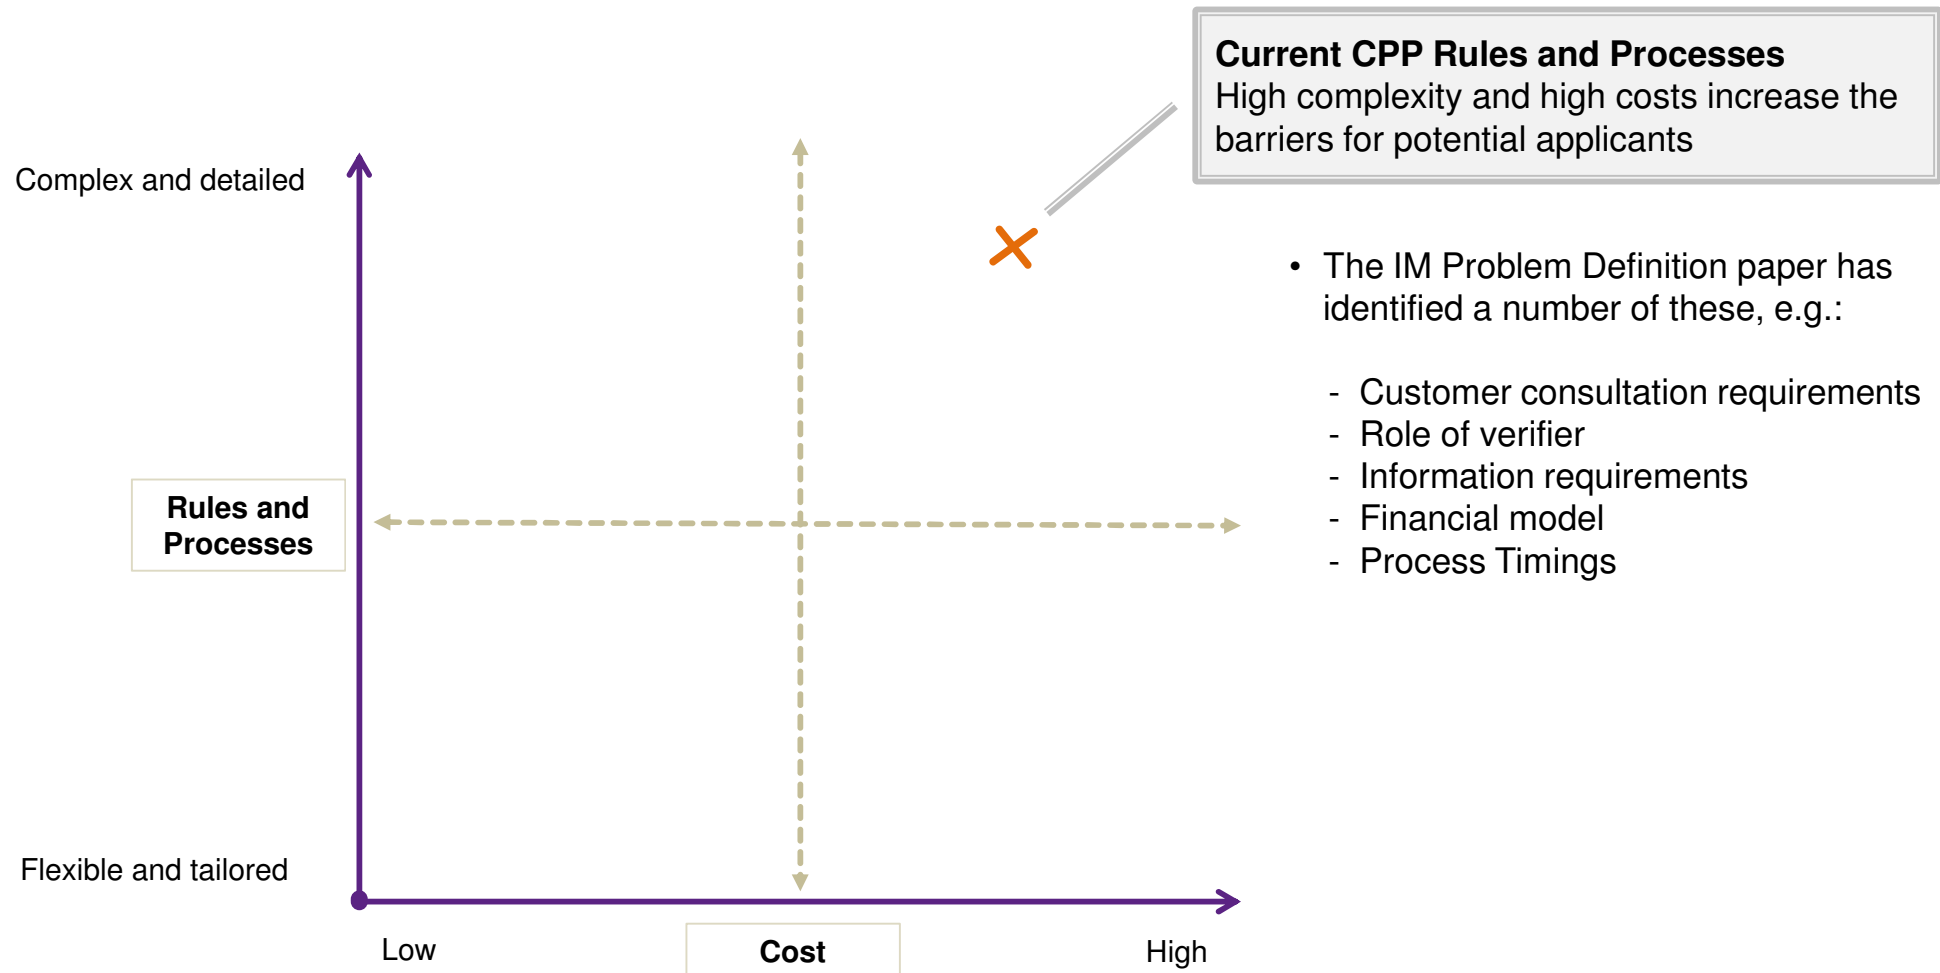 Current CPP Rules and Processes
High complexity and high costs increase the
barriers for potential applicants
Complex and detailed
• The IM Problem Definition paper has
identified a number of these, e.g.:
- Customer consultation requirements
- Role of verifier
- Information requirements
- Financial model
- Process Timings
Rules and
Processes
Flexible and tailored
Low
Cost
High